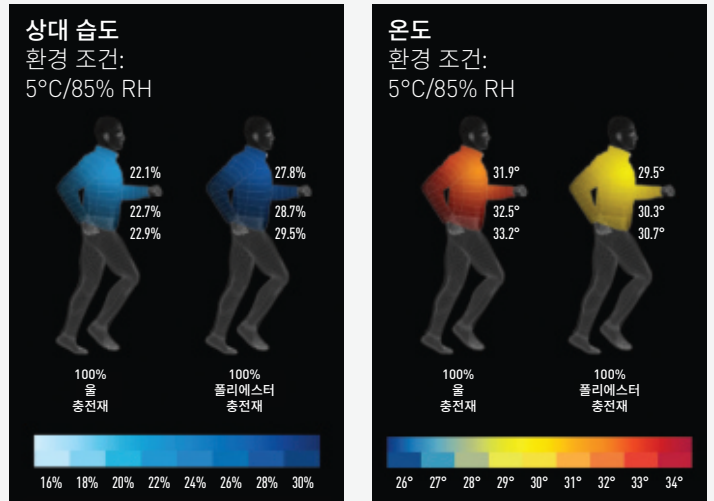 상대 습도
환경 조건:
5°C/85% RH
22.1%
22.7%
22.9%
27.8%
28.7%
29.5%
100%
울
충전재
100%
폴리에스터
충전재
16% 18% 20% 22% 24% 26% 28% 30%
온도
환경 조건:
5°C/85% RH
31.9°
32.5°
33.2°
29.5°
30.3°
30.7°
100%
울
충전재
100%
폴리에스터
충전재
26° 27° 28° 29° 30° 31° 32° 33° 34°